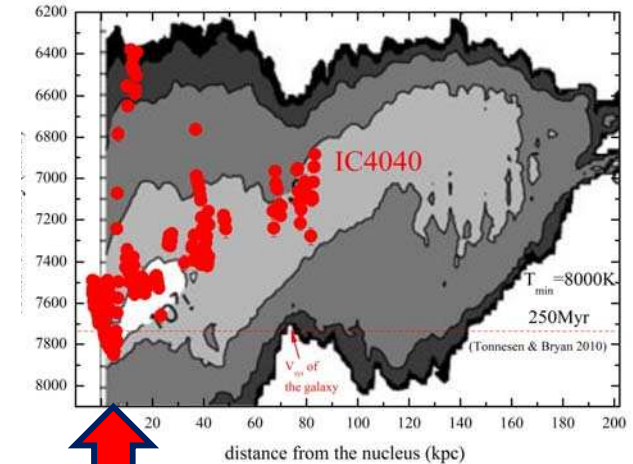 6200
6400
6600
6800
7000
7200
7400
7600
7800
8000
IC4040
T_min=8000K
250Myr
(Tonnesen & Bryan 2010)
V_sys of
the galaxy
20 40 60 80 100 120 140 160 180 200
distance from the nucleus (kpc)